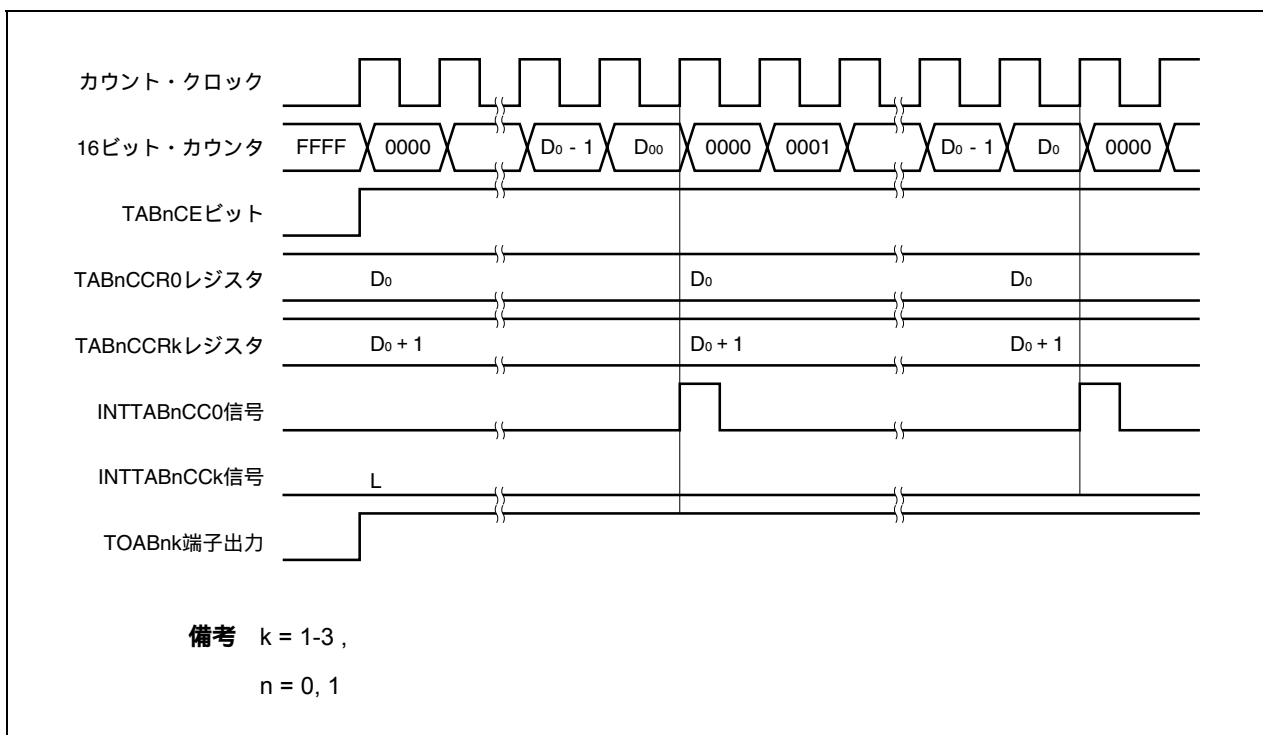 カウント・クロック
16ビット・カウンタ FFFF 0000 D0 - 1 D00 0000 0001 D0 - 1 D0 0000
TABnCEビット
TABnCCR0レジスタ D0 D0 D0
TABnCCRkレジスタ D0 + 1 D0 + 1 D0 + 1
INTTABnCC0信号
INTTABnCCk信号 L
TOABnk端子出力
備考 k = 1-3 ,
n = 0, 1